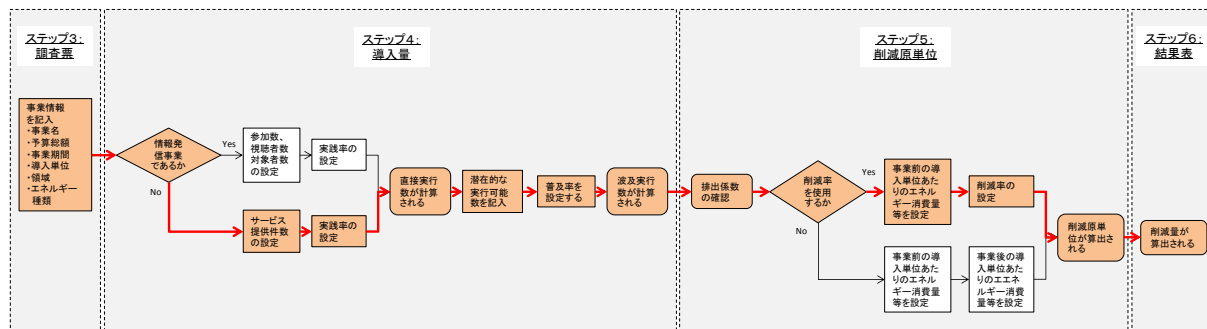 ステップ3：
調査票
事業情報
を記入
・事業名
・予算総額
・事業期間
・導入単位
・領域
・エネルギー
種類
ステップ4：
導入量
情報発
信事業
であるか
Yes
No
参加数、
視聴者数
対象者数
の設定
実践率の
設定
サービス
提供件数
の設定
実践率の
設定
直接実行
数が計算
される
潜在的な
実行可能
数を記入
普及率を
設定する
波及実行
数が計算
される
ステップ5：
削減原単位
排出係数
の確認
削減率
を使用
するか
Yes
No
事業前の導
入単位あた
りのエネル
ギー消費量
等を設定
削減率の
設定
事業前の導
入単位あた
りのエネル
ギー消費量
等を設定
事業後の導
入単位あた
りのエエネ
ルギー消費
量等を設定
削減原単
位が算出さ
れる
ステップ6：
結果表
削減量が
算出される